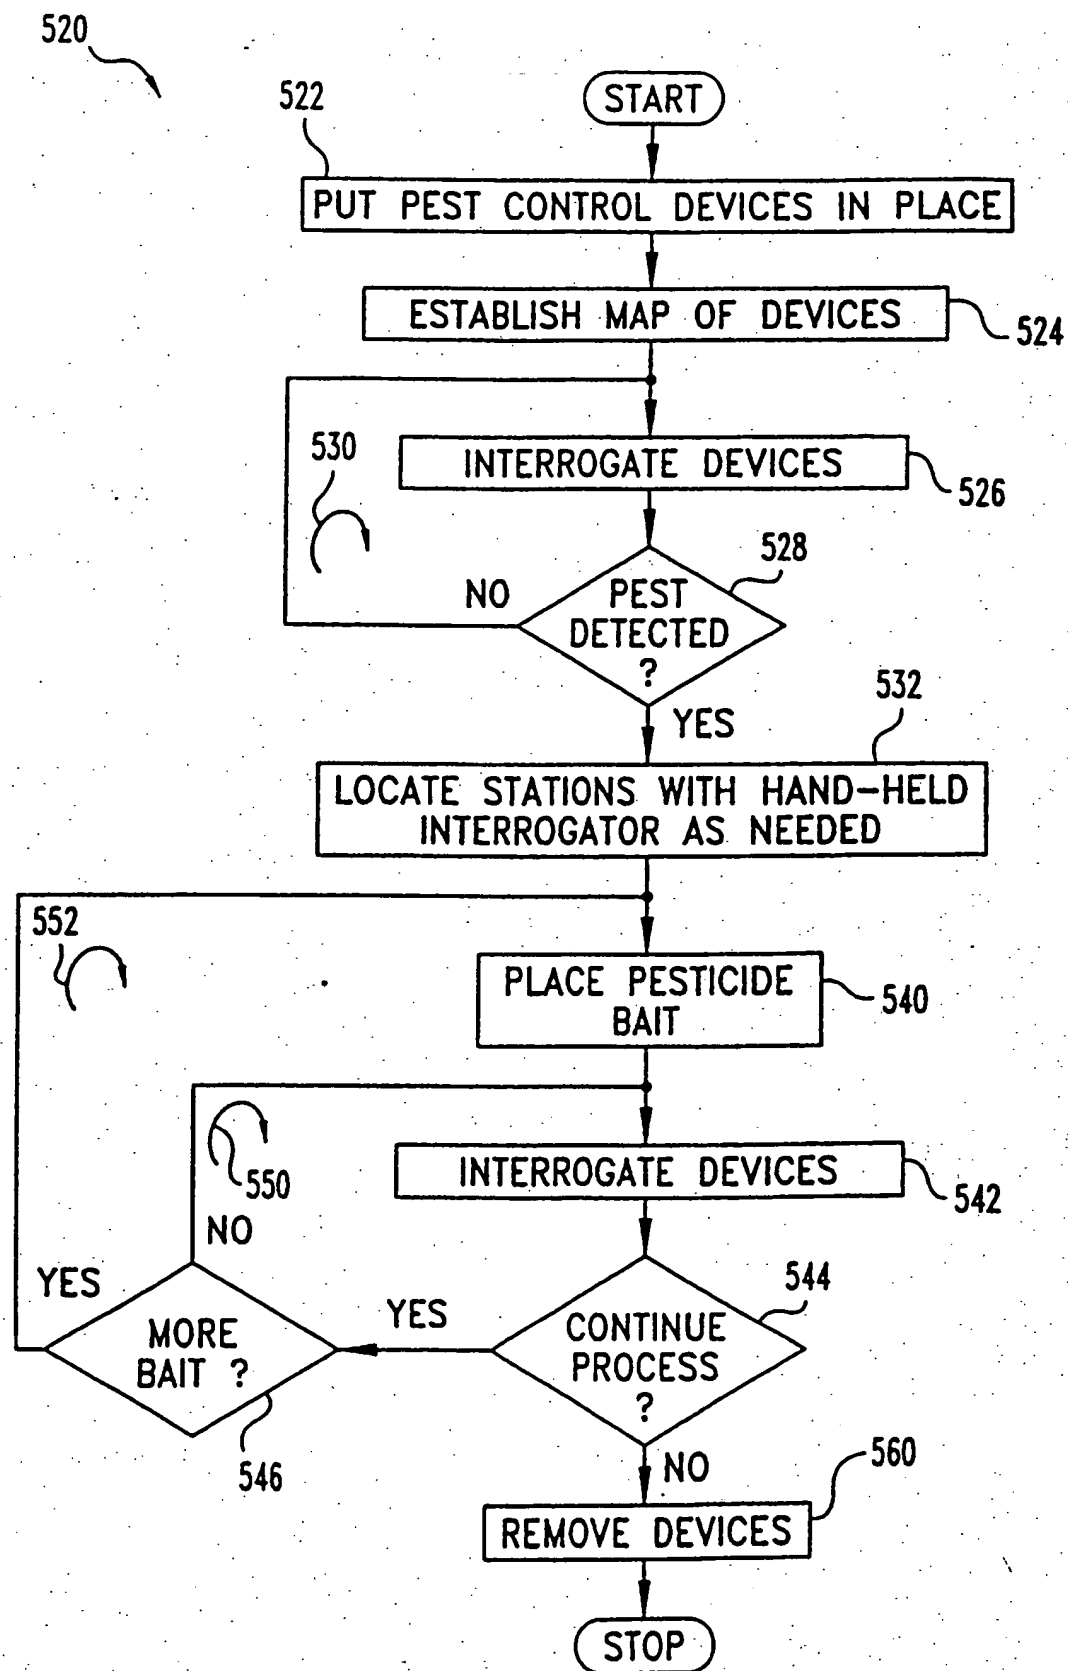 520
START
522
PUT PEST CONTROL DEVICES IN PLACE
ESTABLISH MAP OF DEVICES
524
530
INTERROGATE DEVICES
526
528
NO
PEST
DETECTED
?
YES
532
LOCATE STATIONS WITH HAND-HELD
INTERROGATOR AS NEEDED
552
PLACE PESTICIDE
BAIT
540
550
INTERROGATE DEVICES
542
NO
YES
MORE
BAIT ?
546
YES
544
CONTINUE
PROCESS
?
NO
560
REMOVE DEVICES
STOP